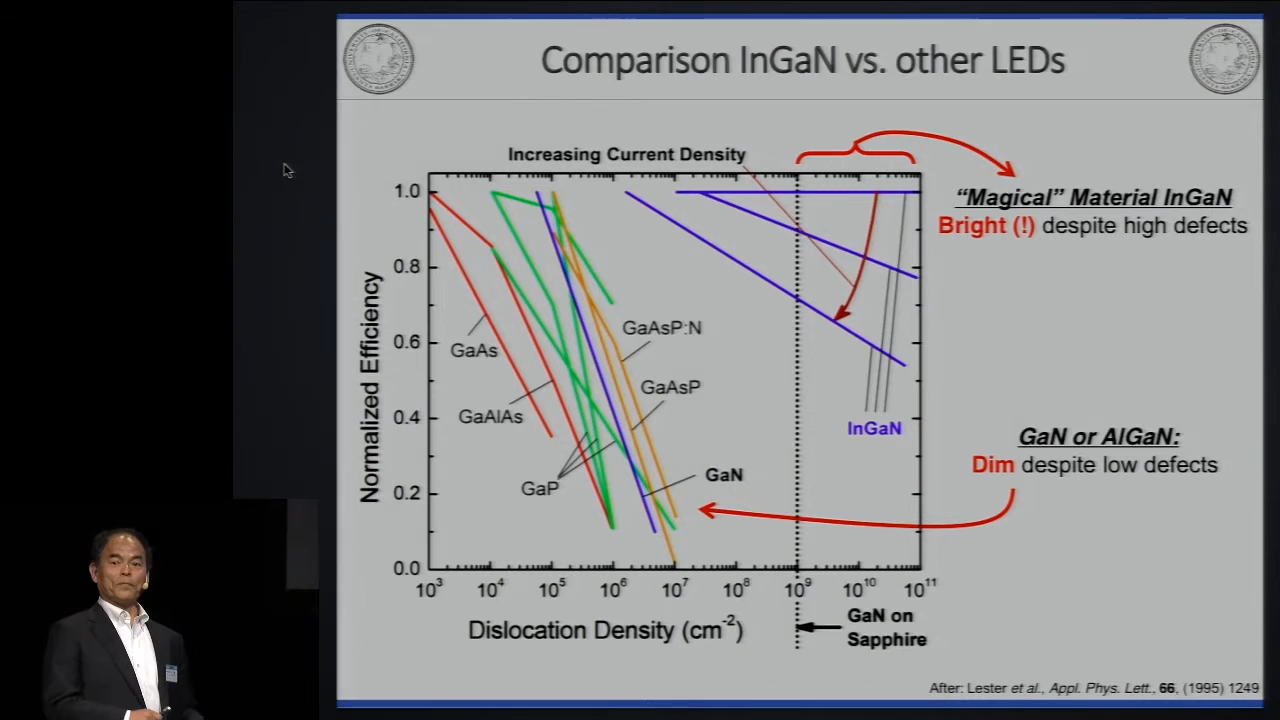 Comparison InGaN vs. other LEDs
Increasing Current Density
"Magical" Material InGaN
Bright (!) despite high defects
1.0
0.8
0.6
0.4
0.2
0.0
Normalized Efficiency
GaAs
GaAlAs
GaP
GaAsP:N
GaAsP
GaN
InGaN
GaN or AlGaN:
Dim despite low defects
10³ 10⁴ 10⁵ 10⁶ 10⁷ 10⁸ 10⁹ 10¹⁰ 10¹¹
Dislocation Density (cm⁻²)
GaN on
Sapphire
After: Lester et al., Appl. Phys. Lett., 66, (1995) 1249